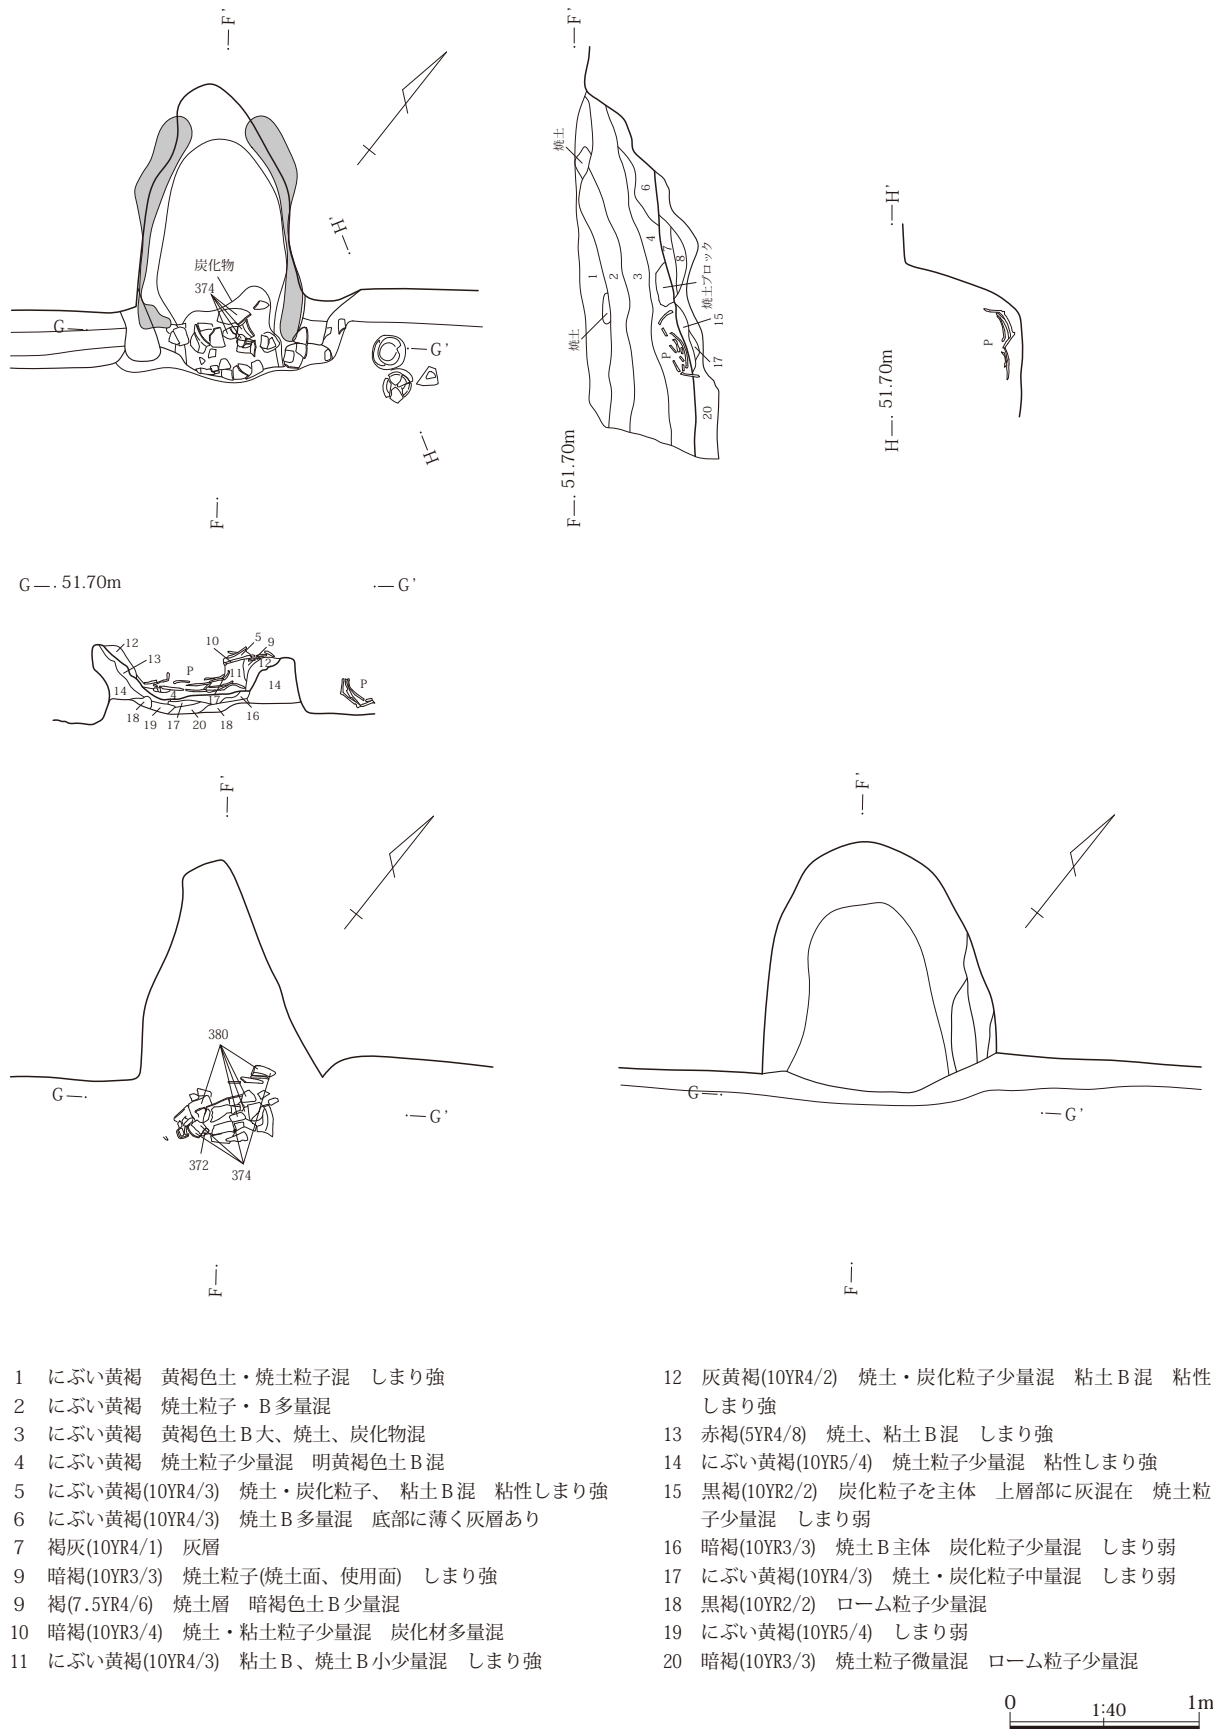 F'
F'
焼土
6
H'
H'
炭化物
374
4
7
8
焼土ブロック
1
2
3
15
G
G'
焼土
P
17
P
H 51.70m
20
H
F 51.70m
F
G 51.70m
G'
12
10
5
9
13
P
12
11
14
4
17
14
18
19
17
20
18
16
F'
F'
380
G
G'
G
G'
372
374
F
F
1 にぶい黄褐 黄褐色土・焼土粒子混 しまり強
2 にぶい黄褐 焼土粒子・B多量混
3 にぶい黄褐 黄褐色土B大、焼土、炭化物混
4 にぶい黄褐 焼土粒子少量混 明黄褐色土B混
5 にぶい黄褐(10YR4/3) 焼土・炭化粒子、 粘土B混 粘性しまり強
6 にぶい黄褐(10YR4/3) 焼土B多量混 底部に薄く灰層あり
7 褐灰(10YR4/1) 灰層
9 暗褐(10YR3/3) 焼土粒子(焼土面、使用面) しまり強
9 褐(7.5YR4/6) 焼土層 暗褐色土B少量混
10 暗褐(10YR3/4) 焼土・粘土粒子少量混 炭化材多量混
11 にぶい黄褐(10YR4/3) 粘土B、焼土B小少量混 しまり強
12 灰黄褐(10YR4/2) 焼土・炭化粒子少量混 粘土B混 粘性
しまり強
13 赤褐(5YR4/8) 焼土、粘土B混 しまり強
14 にぶい黄褐(10YR5/4) 焼土粒子少量混 粘性しまり強
15 黒褐(10YR2/2) 炭化粒子を主体 上層部に灰混在 焼土粒
子少量混 しまり弱
16 暗褐(10YR3/3) 焼土B主体 炭化粒子少量混 しまり弱
17 にぶい黄褐(10YR4/3) 焼土・炭化粒子中量混 しまり弱
18 黒褐(10YR2/2) ローム粒子少量混
19 にぶい黄褐(10YR5/4) しまり弱
20 暗褐(10YR3/3) 焼土粒子微量混 ローム粒子少量混
0 1:40 1m